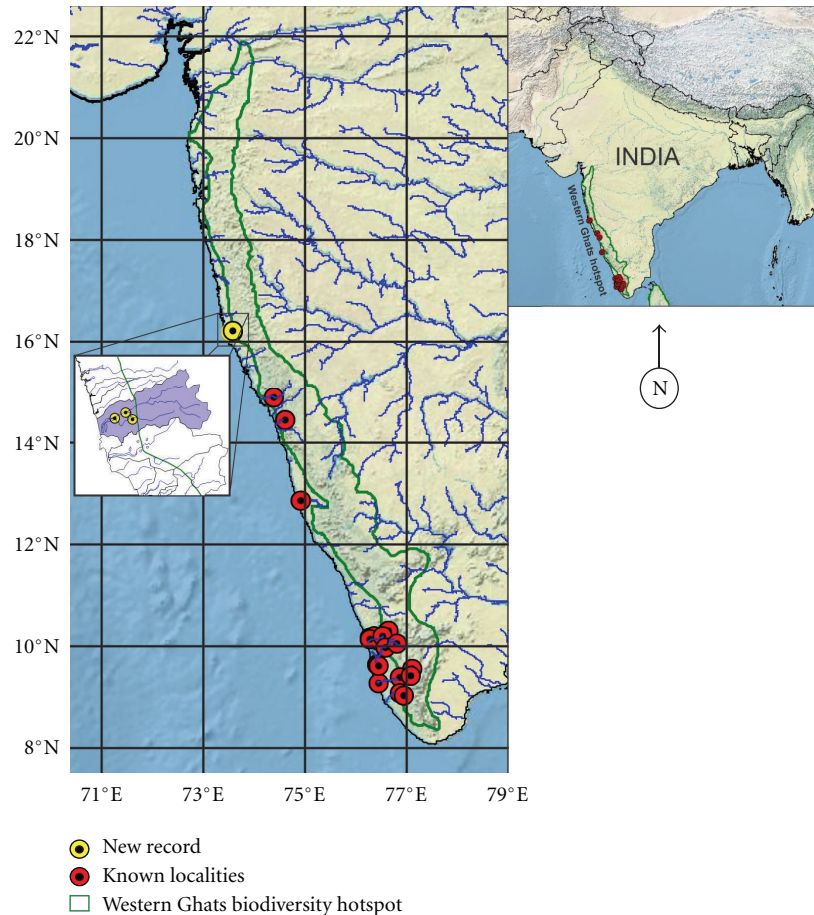 22°N
20°N
18°N
16°N
14°N
12°N
10°N
8°N
71°E
73°E
75°E
77°E
79°E
INDIA
Western Ghats hotspot
N
New record
Known localities
Western Ghats biodiversity hotspot